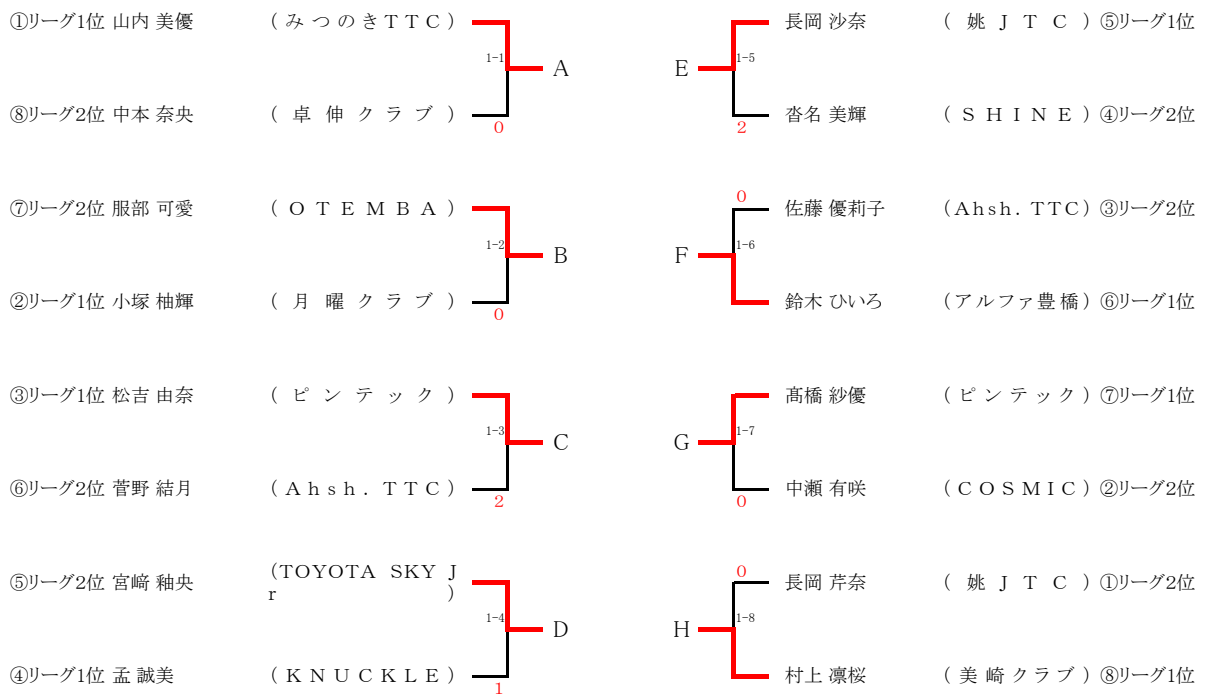 ①リーグ1位 山内 美優 (みつのきTTC)
1-1
A
⑧リーグ2位 中本 奈央 (卓伸クラブ)
0
⑦リーグ2位 服部 可愛 (OTEMBA)
1-2
B
②リーグ1位 小塚 柚輝 (月曜クラブ)
0
③リーグ1位 松吉 由奈 (ピンテック)
1-3
C
⑥リーグ2位 菅野 結月 (Ahsh.TTC)
2
⑤リーグ2位 宮﨑 釉央 (TOYOTA SKY J
r)
1-4
D
④リーグ1位 孟 誠美 (KNUCKLE)
1
長岡 沙奈 (姚JTC) ⑤リーグ1位
1-5
E
沓名 美輝 (SHINE) ④リーグ2位
2
0
佐藤 優莉子 (Ahsh.TTC) ③リーグ2位
1-6
F
鈴木 ひいろ (アルファ豊橋) ⑥リーグ1位
髙橋 紗優 (ピンテック) ⑦リーグ1位
1-7
G
中瀬 有咲 (COSMIC) ②リーグ2位
0
0
長岡 芹奈 (姚JTC) ①リーグ2位
1-8
H
村上 凛桜 (美崎クラブ) ⑧リーグ1位